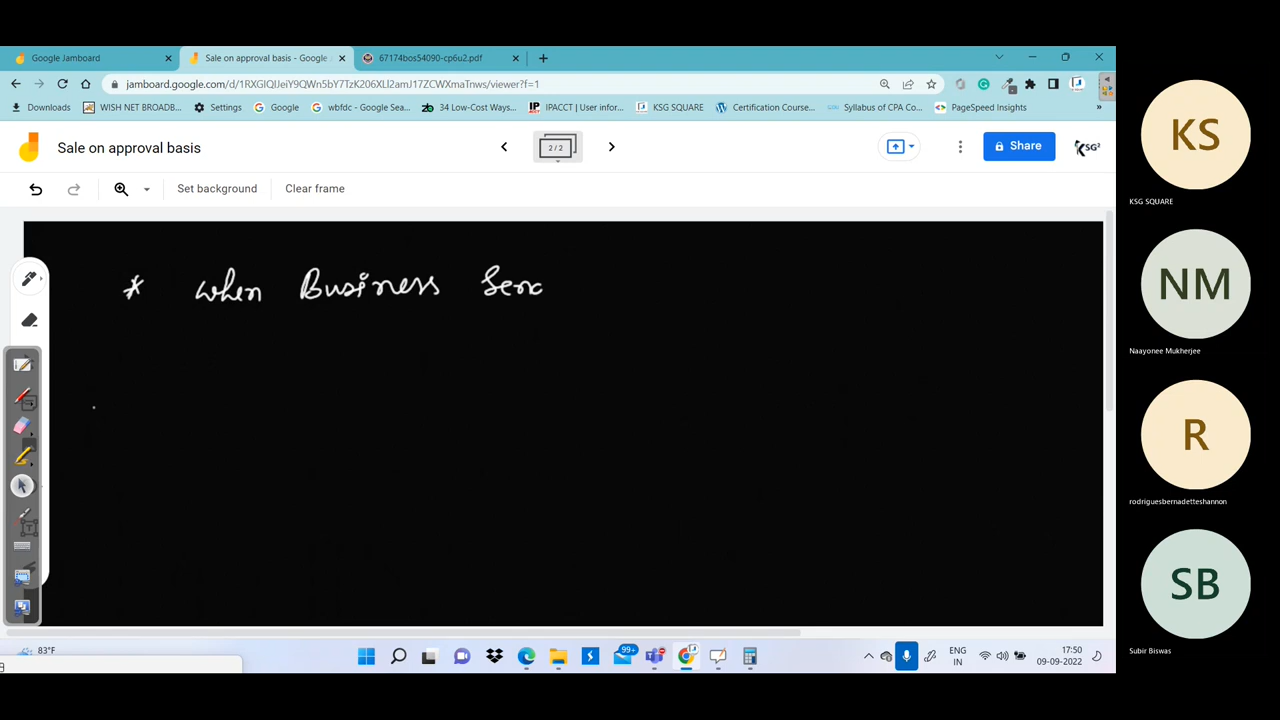 Google Jamboard
Sale on approval basis - Google
67174bos54090-cp6u2.pdf
jamboard.google.com/d/1RXGlQIJeiY9QWn5bY7TzK206XLl2amJ17ZCWXmaTnws/viewer?f=1
Downloads WISH NET BROADB... Settings Google wbfdc - Google Sea... 34 Low-Cost Ways... IPACCT | User infor... KSG SQUARE Certification Course... Syllabus of CPA Co... PageSpeed Insights »
Sale on approval basis
2 / 2
Share
KSG²
Set background
Clear frame
* when Business Senc
KS
KSG SQUARE
NM
Naayonee Mukherjee
R
rodriguesbernadetteshannon
SB
Subir Biswas
83°F
99+
ENG
IN
17:50
09-09-2022